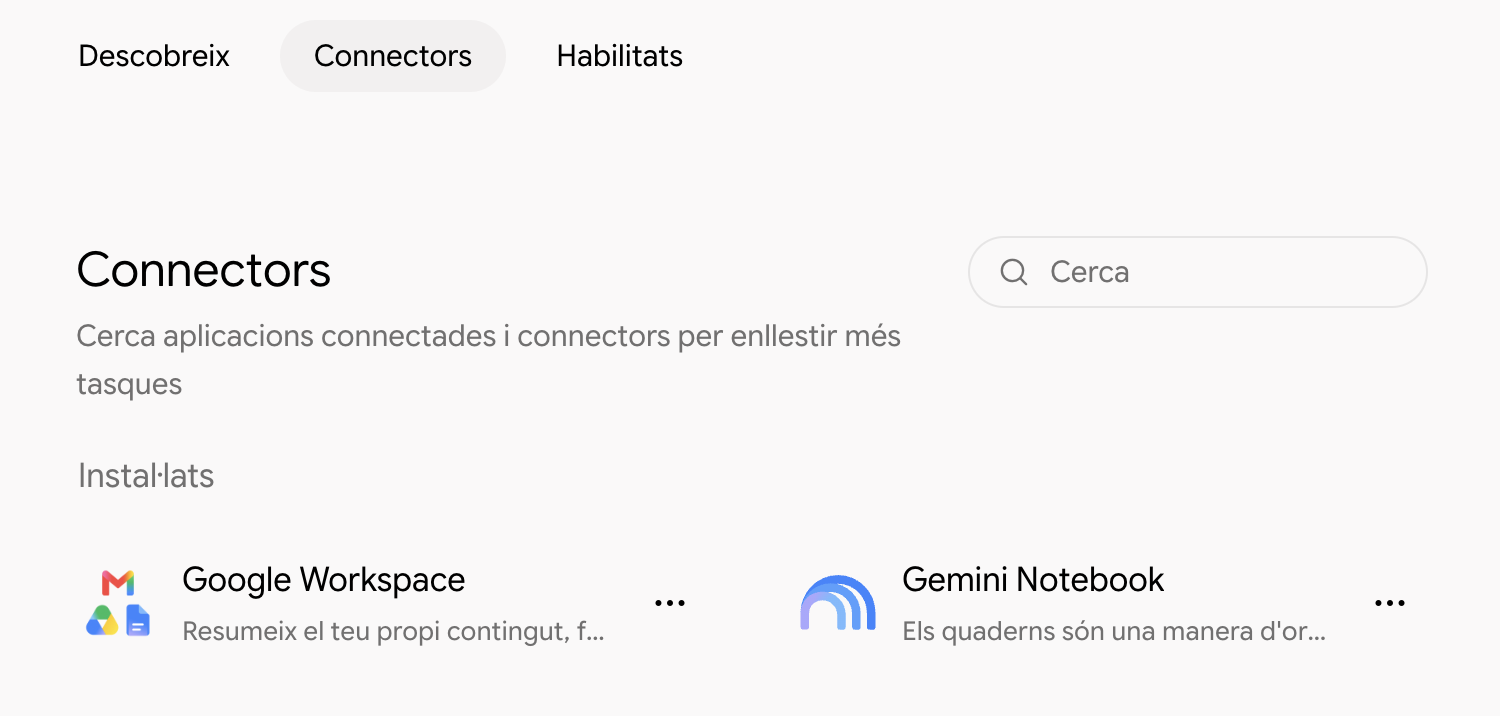 Descobreix
Connectors
Habilitats
Connectors
Cerca
Cerca aplicacions connectades i connectors per enllestir més
tasques
Instal·lats
Google Workspace
Resumeix el teu propi contingut, f...
Gemini Notebook
Els quaderns són una manera d'or...